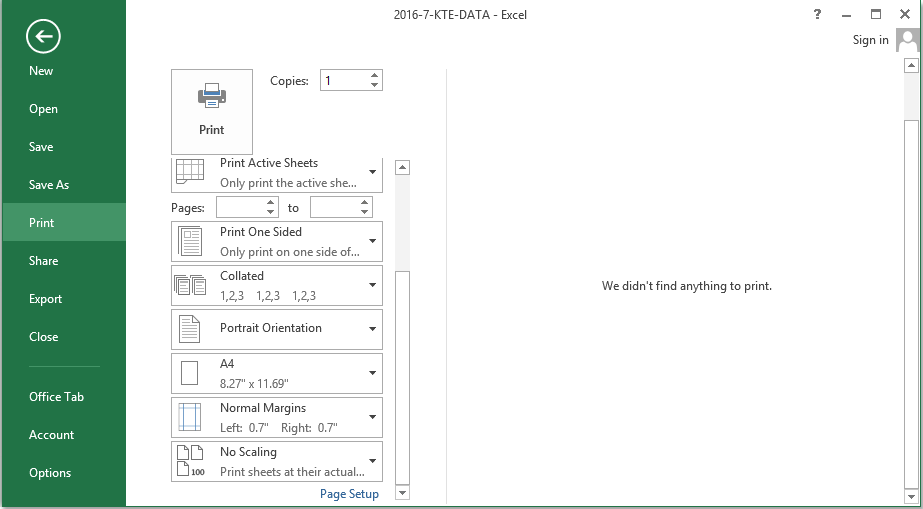 2016-7-KTE-DATA - Excel
?
Sign in
New
Open
Save
Save As
Print
Share
Export
Close
Office Tab
Account
Options
Print
Copies: 1
Print Active Sheets
Only print the active she...
Pages: to
Print One Sided
Only print on one side of...
Collated
1,2,3 1,2,3 1,2,3
Portrait Orientation
A4
8.27" x 11.69"
Normal Margins
Left: 0.7" Right: 0.7"
No Scaling
100
Print sheets at their actual...
Page Setup
We didn't find anything to print.